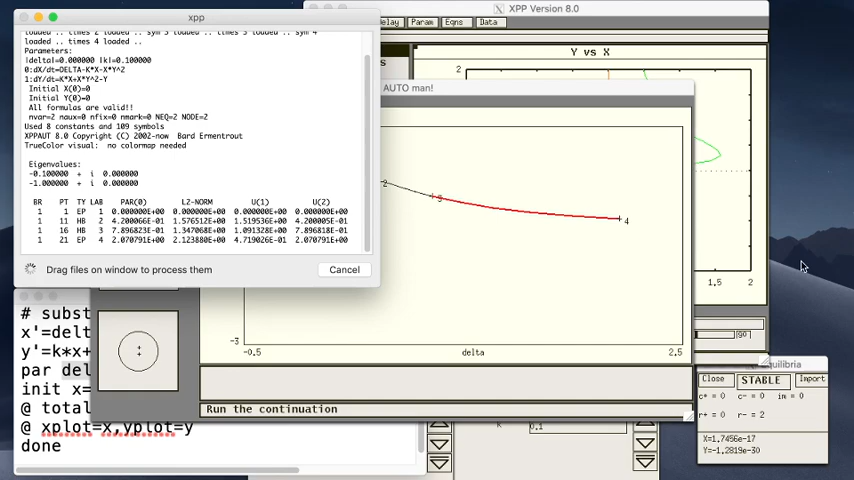 xpp
loaded .. times 2 loaded .. sym 3 loaded .. times 3 loaded .. sym 4
loaded .. times 4 loaded ..
Parameters:
|delta|=0.000000 |k|=0.100000
0:dX/dt=DELTA-K*X-X*Y^2
1:dY/dt=K*X+X*Y^2-Y
Initial X(0)=0
Initial Y(0)=0
All formulas are valid!!
nvar=2 naux=0 nfix=0 nmark=0 NEQ=2 NODE=2
Used 8 constants and 109 symbols
XPPAUT 8.0 Copyright (C) 2002-now Bard Ermentrout
TrueColor visual: no colormap needed
Eigenvalues:
-0.100000 + i 0.000000
-1.000000 + i 0.000000
BR PT TY LAB PAR(0) L2-NORM U(1) U(2)
1 1 EP 1 0.000000E+00 0.000000E+00 0.000000E+00 0.000000E+00
1 11 HB 2 4.200066E-01 1.576512E+00 1.519536E+00 4.200005E-01
1 16 HB 3 7.896823E-01 1.347068E+00 1.091328E+00 7.896818E-01
1 21 EP 4 2.070791E+00 2.123880E+00 4.719026E-01 2.070791E+00
Drag files on window to process them
Cancel
XPP Version 8.0
elay Param Eqns Data
Y vs X
2
s
1.5 2
AUTO man!
2
3
4
-3
-0.5 delta 2.5
Run the continuation
# subst
x'=delt
y'=k*x+
par del
init x=
@ total
@ xplot=x,yplot=y
done
k 0.1
quilibria
Close STABLE Import
c+ = 0 c- = 0 im = 0
r+ = 0 r- = 2
X=1.7456e-17
Y=-1.2819e-30